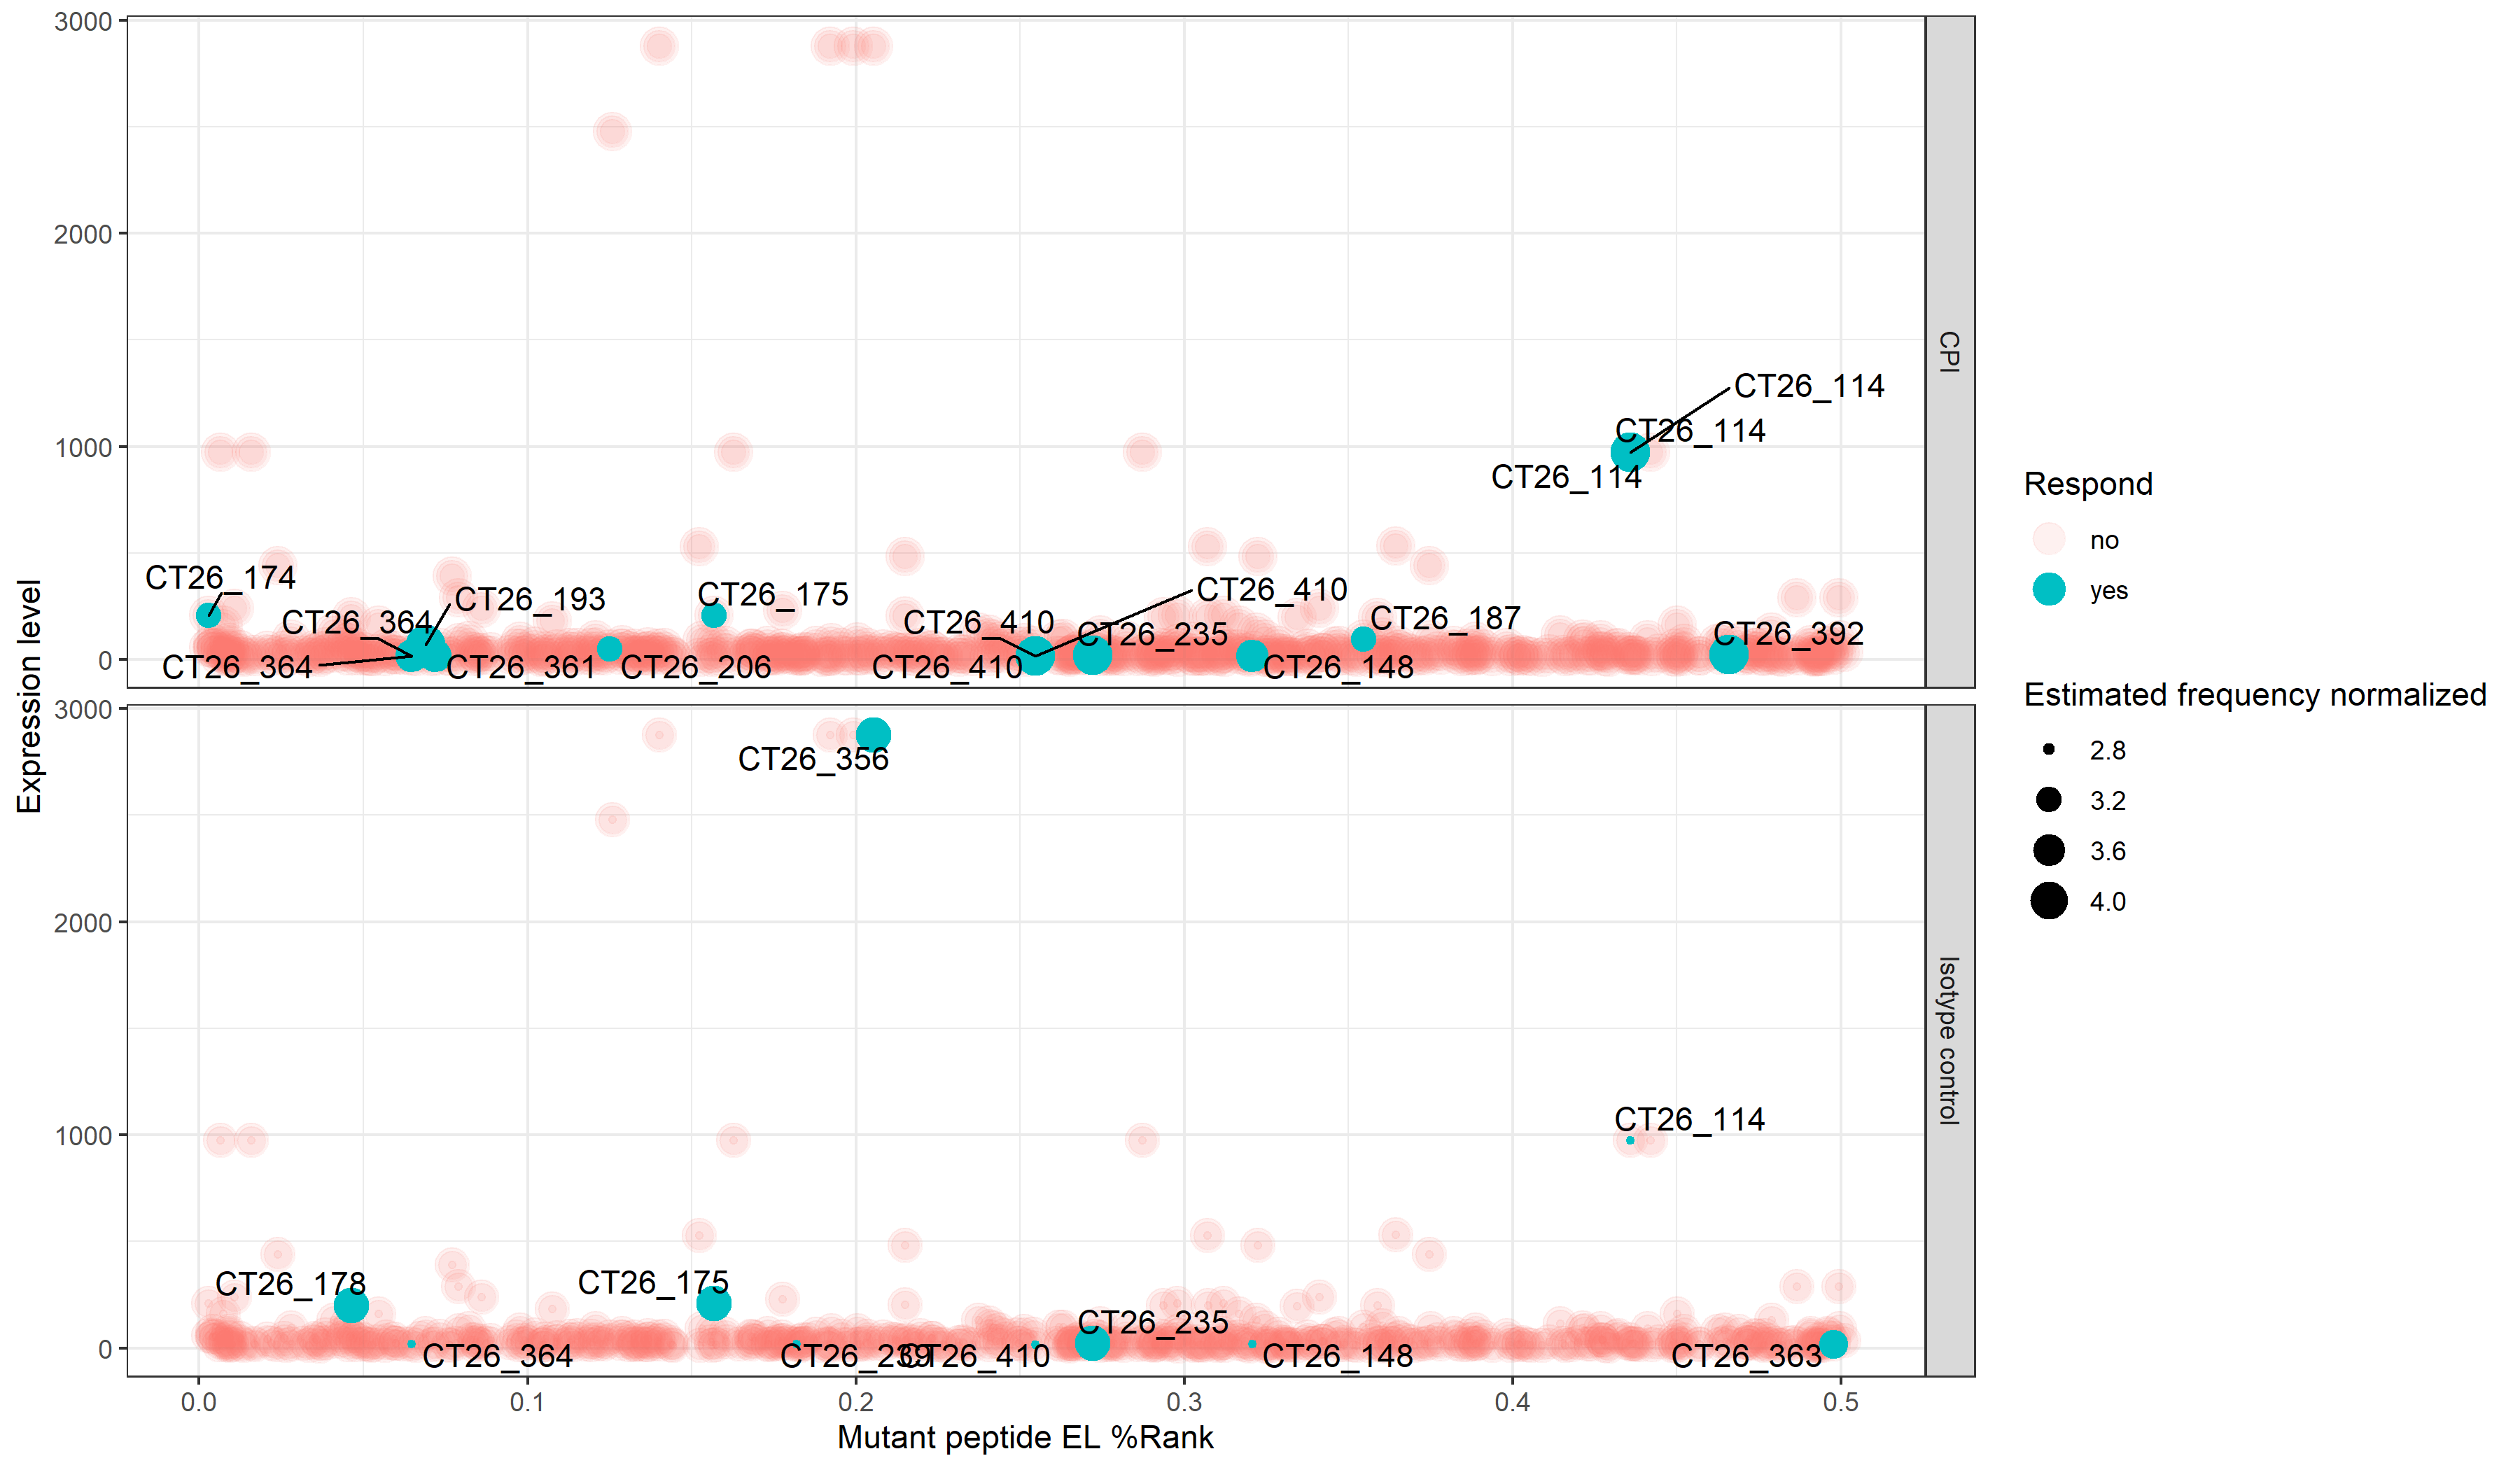 3000
2000
1000
0
CT26_114
CT26_114
CT26_114
CT26_174
CT26_193
CT26_175
CT26_410
CT26_364
CT26_410
CT26_235
CT26_187
CT26_392
CT26_364
CT26_361
CT26_206
CT26_410
CT26_148
CPI
3000
2000
1000
0
CT26_356
CT26_114
CT26_178
CT26_175
CT26_235
CT26_364
CT26_239
CT26_410
CT26_148
CT26_363
Isotype control
0.0
0.1
0.2
0.3
0.4
0.5
Mutant peptide EL %Rank
Expression level
Respond
no
yes
Estimated frequency normalized
2.8
3.2
3.6
4.0